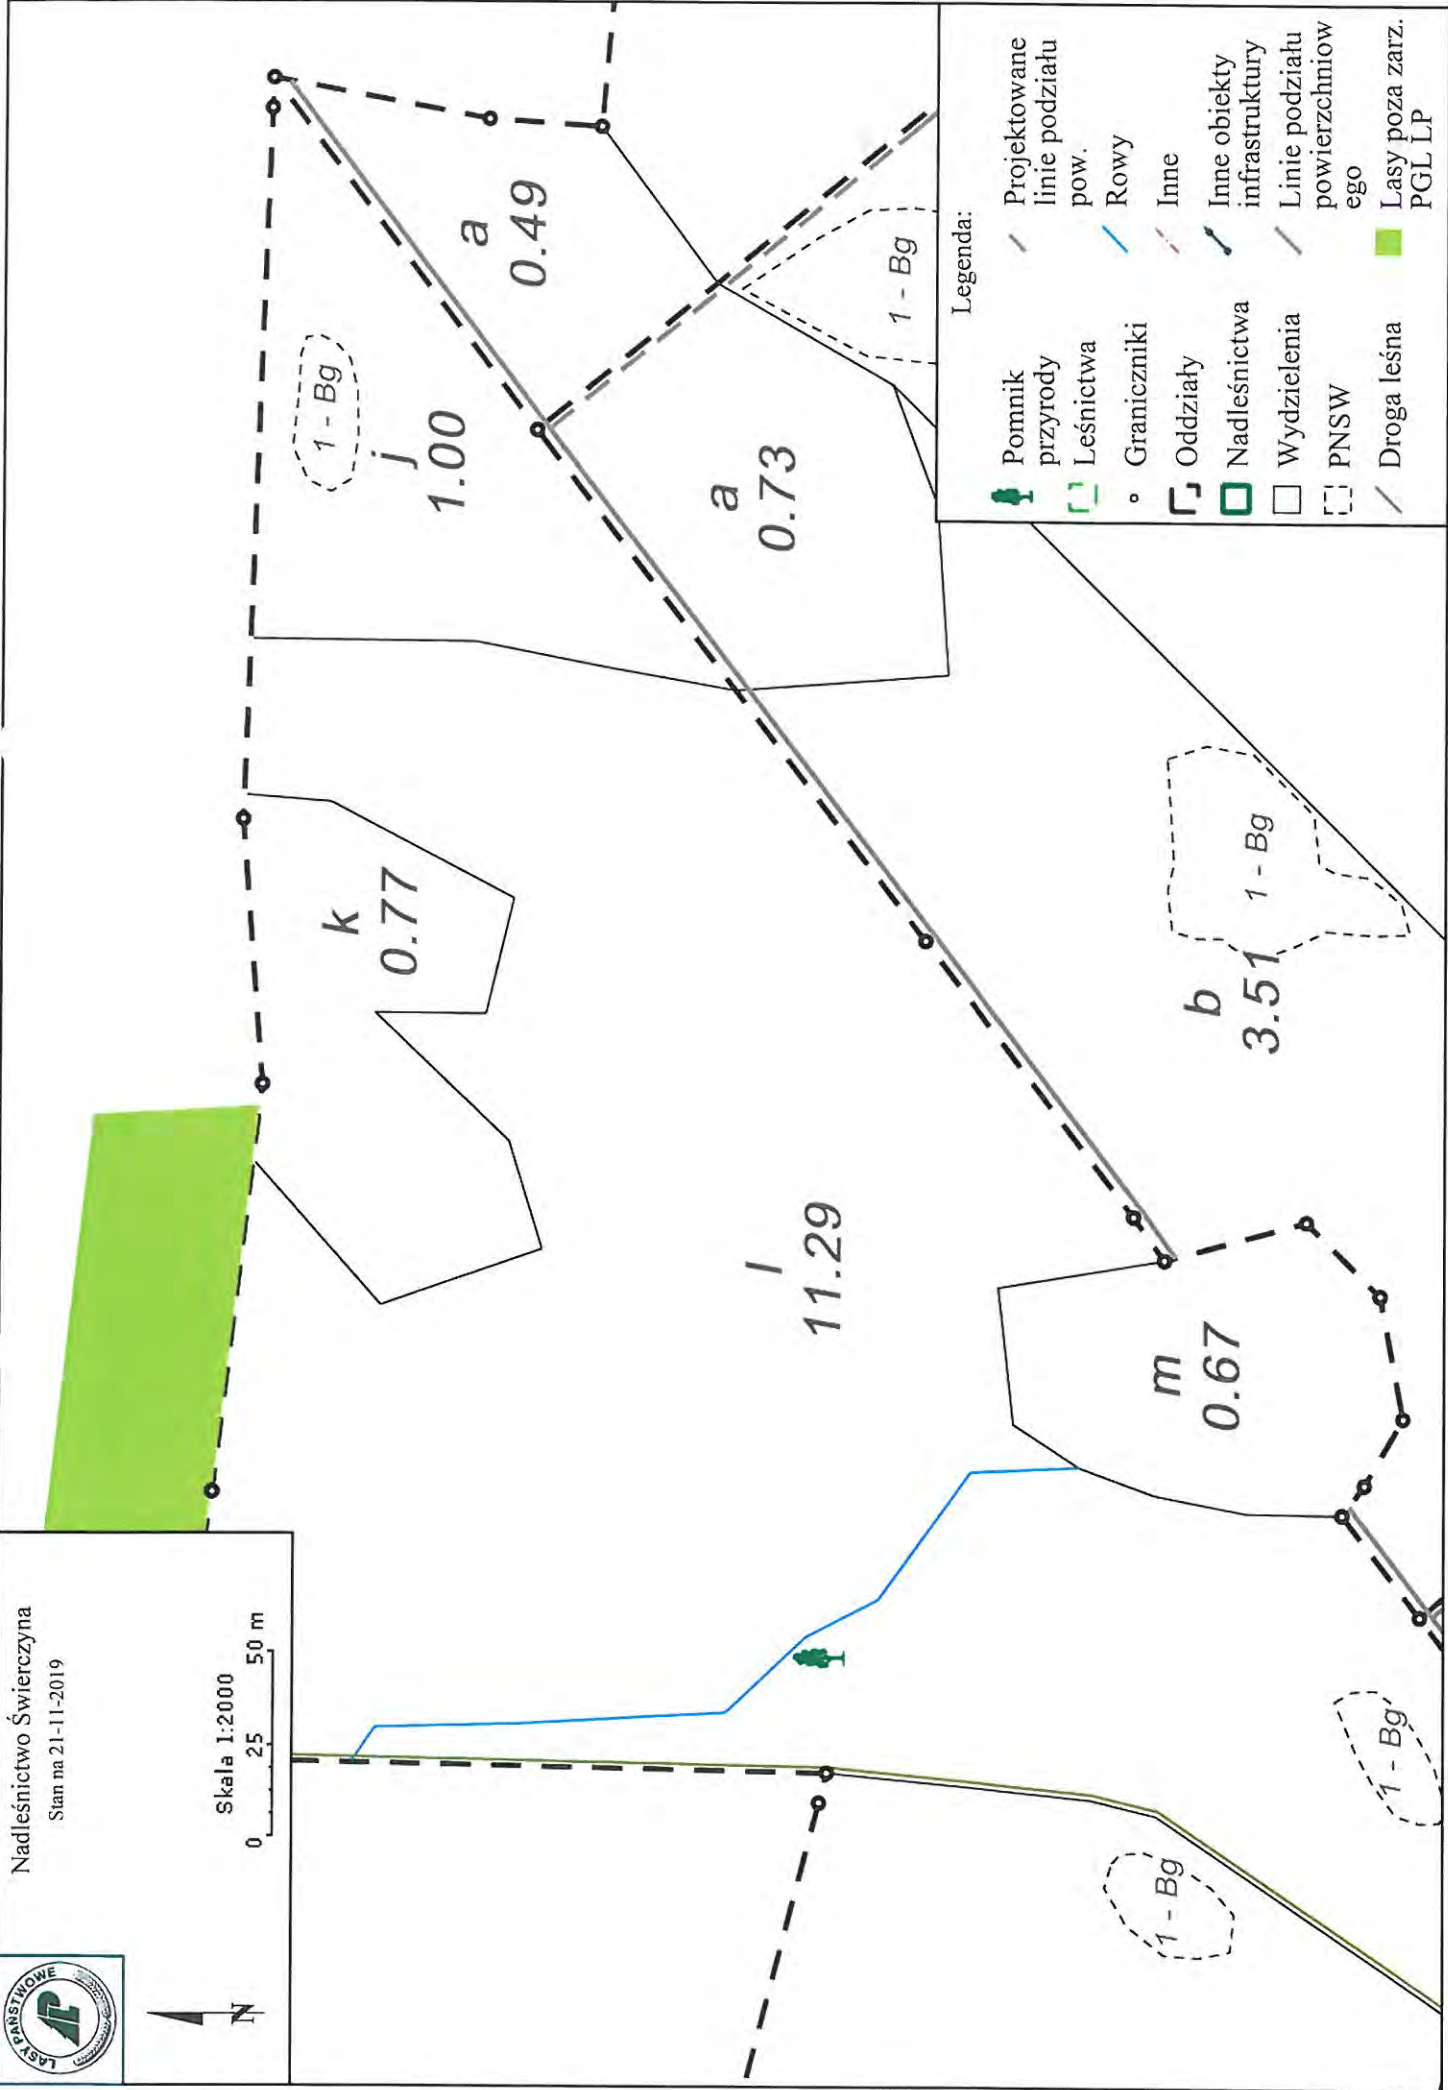 Nadleśnictwo Świerczyna
Stan na 21-11-2019
LASY PAŃSTWOWE
LP
N
Skala 1:2000
0 25 50 m
k
0.77
j
1.00
1 - Bg
a
0.49
a
0.73
1 - Bg
l
11.29
b
3.51
1 - Bg
m
0.67
1 - Bg
1 - Bg
Legenda:
Pomnik
przyrody
Leśnictwa
Graniczniki
Oddziały
Nadleśnictwa
Wydzielenia
PNSW
Droga leśna
Projektowane
linie podziału
pow.
Rowy
Inne
Inne obiekty
infrastruktury
Linie podziału
powierzchniow
ego
Lasy poza zarz.
PGL LP